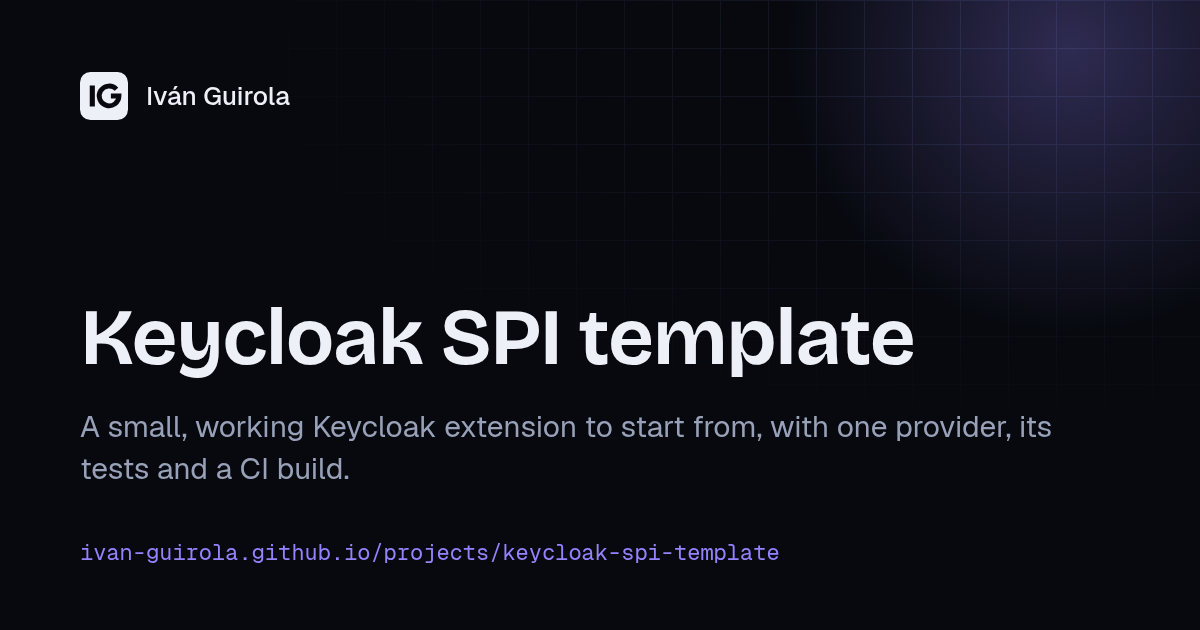 IG
Iván Guirola
Keycloak SPI template
A small, working Keycloak extension to start from, with one provider, its
tests and a CI build.
ivan-guirola.github.io/projects/keycloak-spi-template